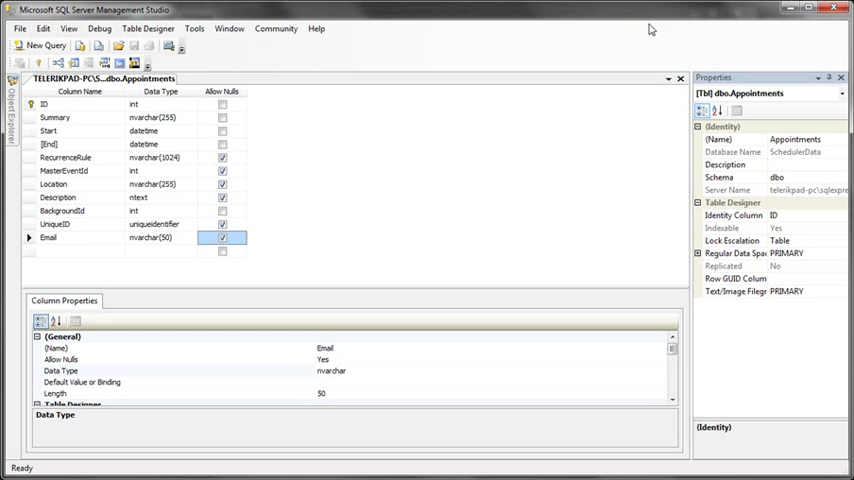 Microsoft SQL Server Management Studio
File Edit View Debug Table Designer Tools Window Community Help
New Query
Object Explorer
TELERIKPAD-PC\S...dbo.Appointments
Column Name Data Type Allow Nulls
ID int
Summary nvarchar(255)
Start datetime
[End] datetime
RecurrenceRule nvarchar(1024)
MasterEventId int
Location nvarchar(255)
Description ntext
BackgroundId int
UniqueID uniqueidentifier
Email nvarchar(50)
Column Properties
(General)
(Name) Email
Allow Nulls Yes
Data Type nvarchar
Default Value or Binding
Length 50
Table Designer
Data Type
Properties
[Tbl] dbo.Appointments
(Identity)
(Name) Appointments
Database Name SchedulerData
Description
Schema dbo
Server Name telerikpad-pc\sqlexpre
Table Designer
Identity Column ID
Indexable Yes
Lock Escalation Table
Regular Data Spac PRIMARY
Replicated No
Row GUID Colum
Text/Image Filegr PRIMARY
(Identity)
Ready